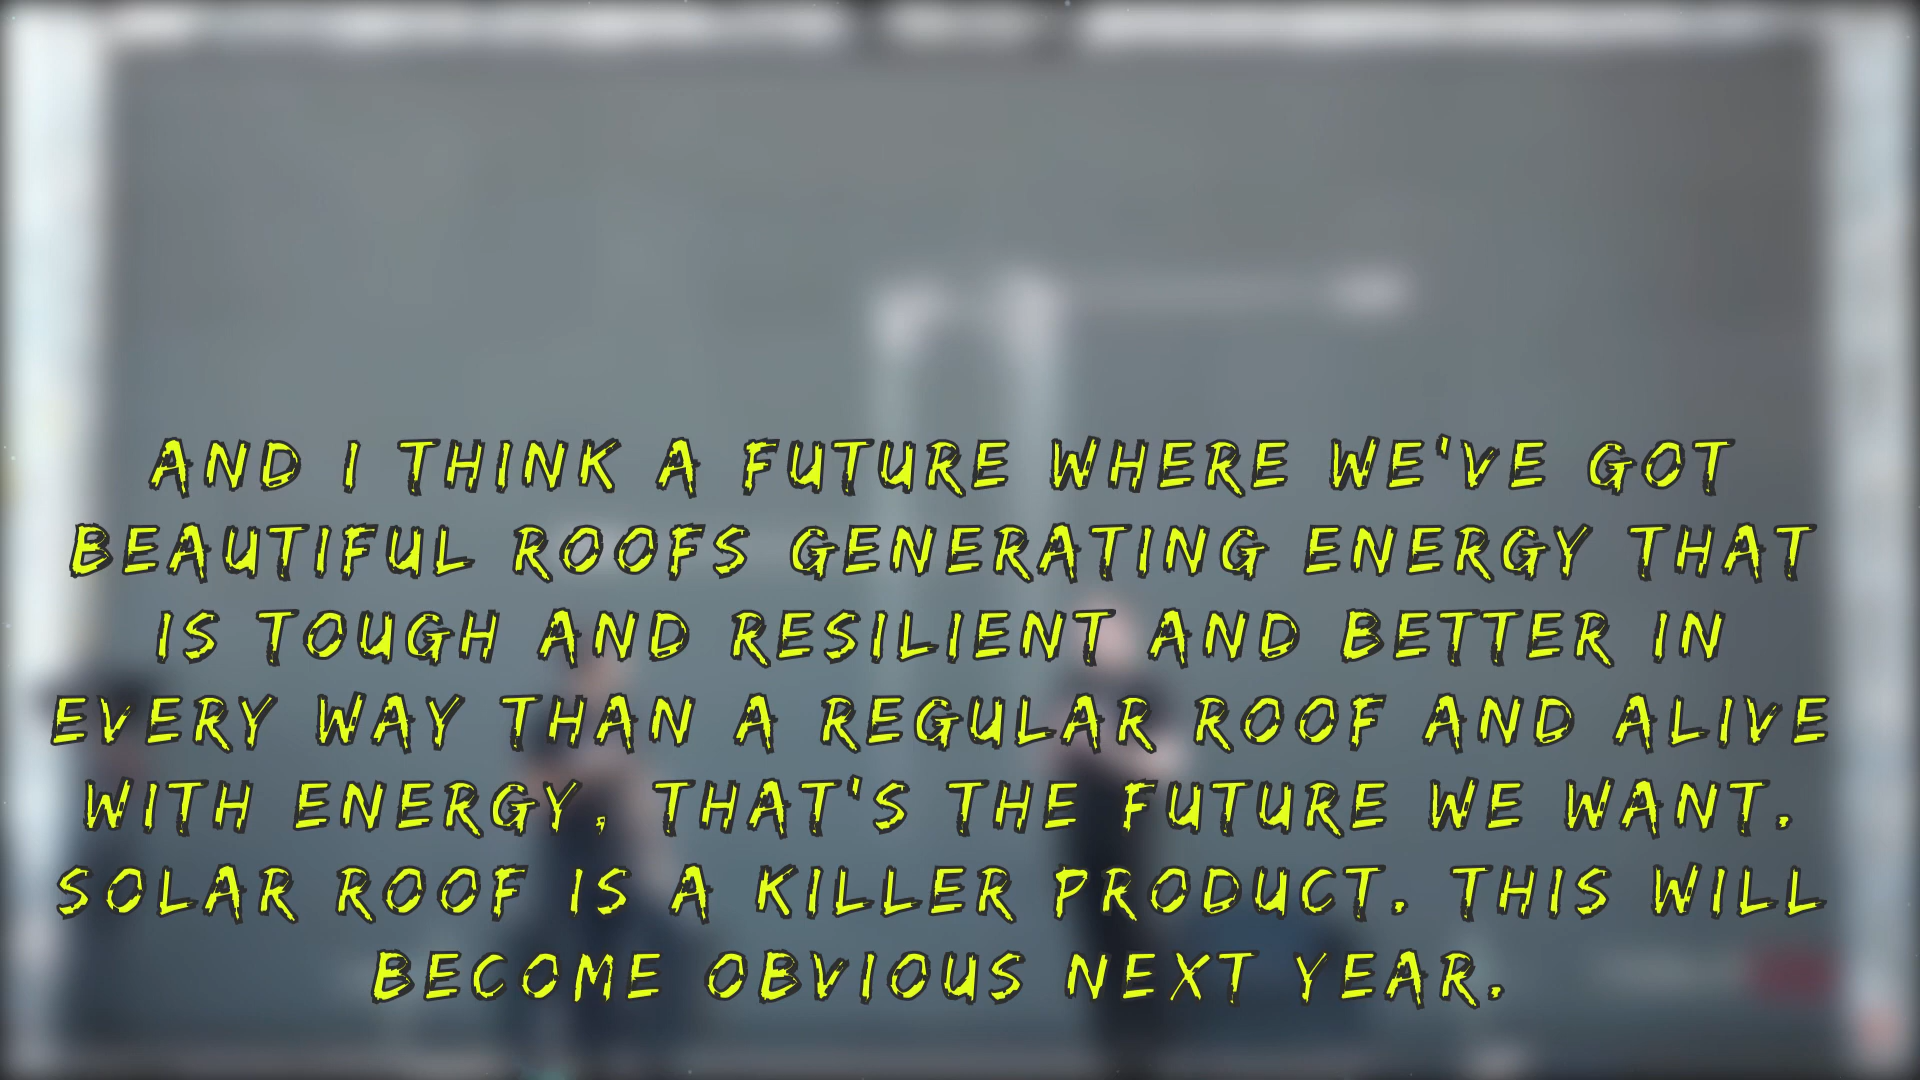 AND I THINK A FUTURE WHERE WE'VE GOT
BEAUTIFUL ROOFS GENERATING ENERGY THAT
IS TOUGH AND RESILIENT AND BETTER IN
EVERY WAY THAN A REGULAR ROOF AND ALIVE
WITH ENERGY, THAT'S THE FUTURE WE WANT.
SOLAR ROOF IS A KILLER PRODUCT. THIS WILL
BECOME OBVIOUS NEXT YEAR.